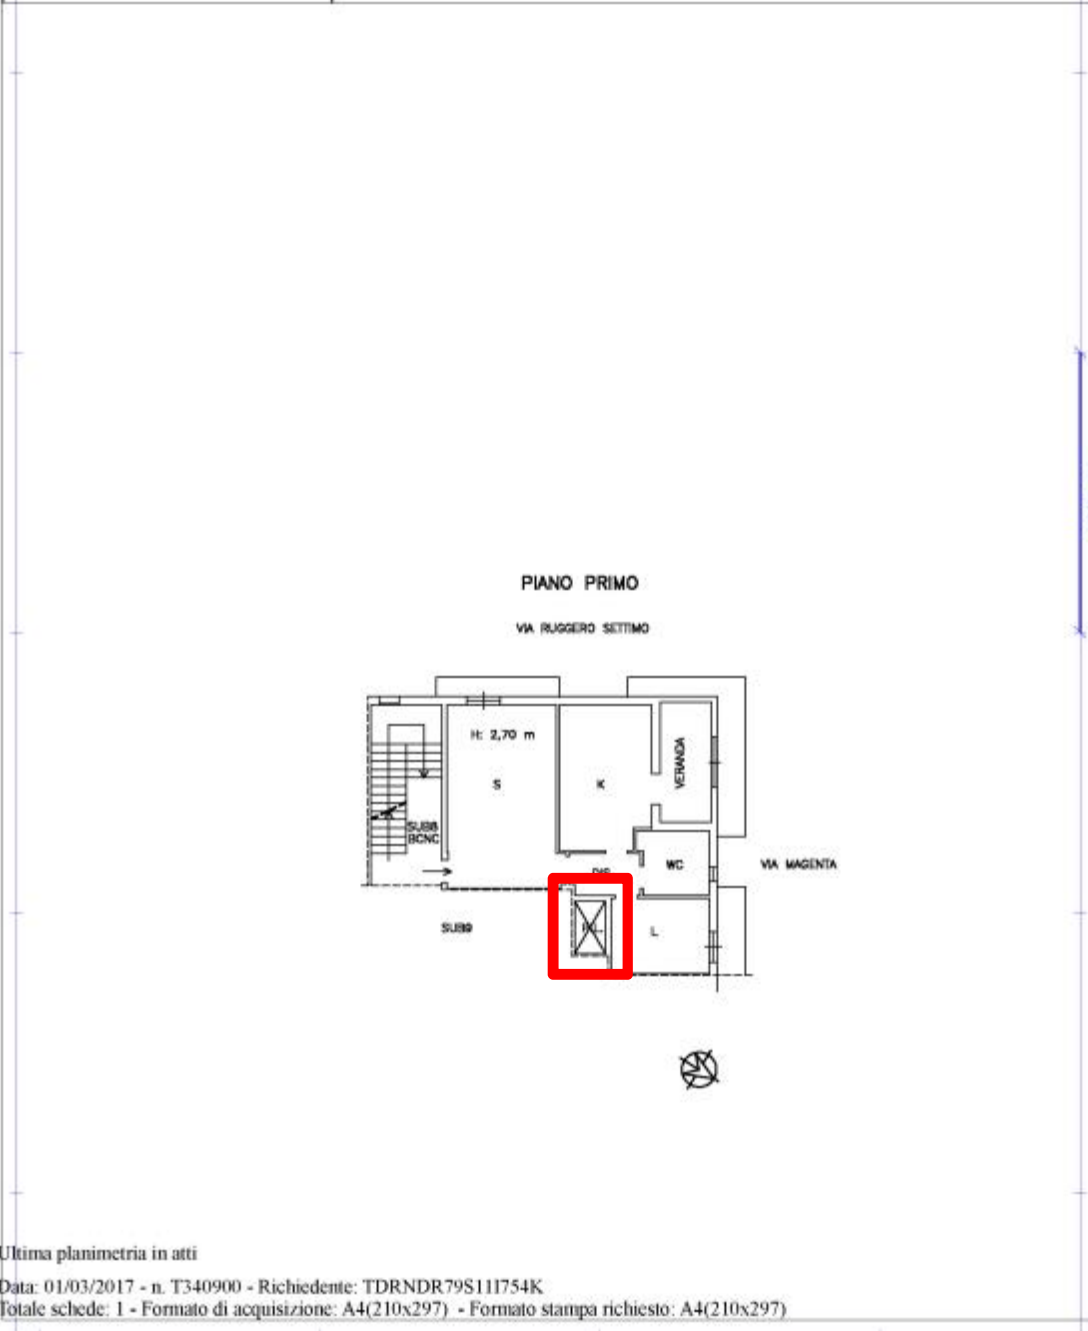 PIANO PRIMO
VIA RUGGERO SETTIMO
H: 2,70 m
S
K
VERANDA
SUB8
BCNC
WC
VIA MAGENTA
SUB9
L
Ultima planimetria in atti
Data: 01/03/2017 - n. T340900 - Richiedente: TDRNDR79S11I754K
Totale schede: 1 - Formato di acquisizione: A4(210x297) - Formato stampa richiesto: A4(210x297)